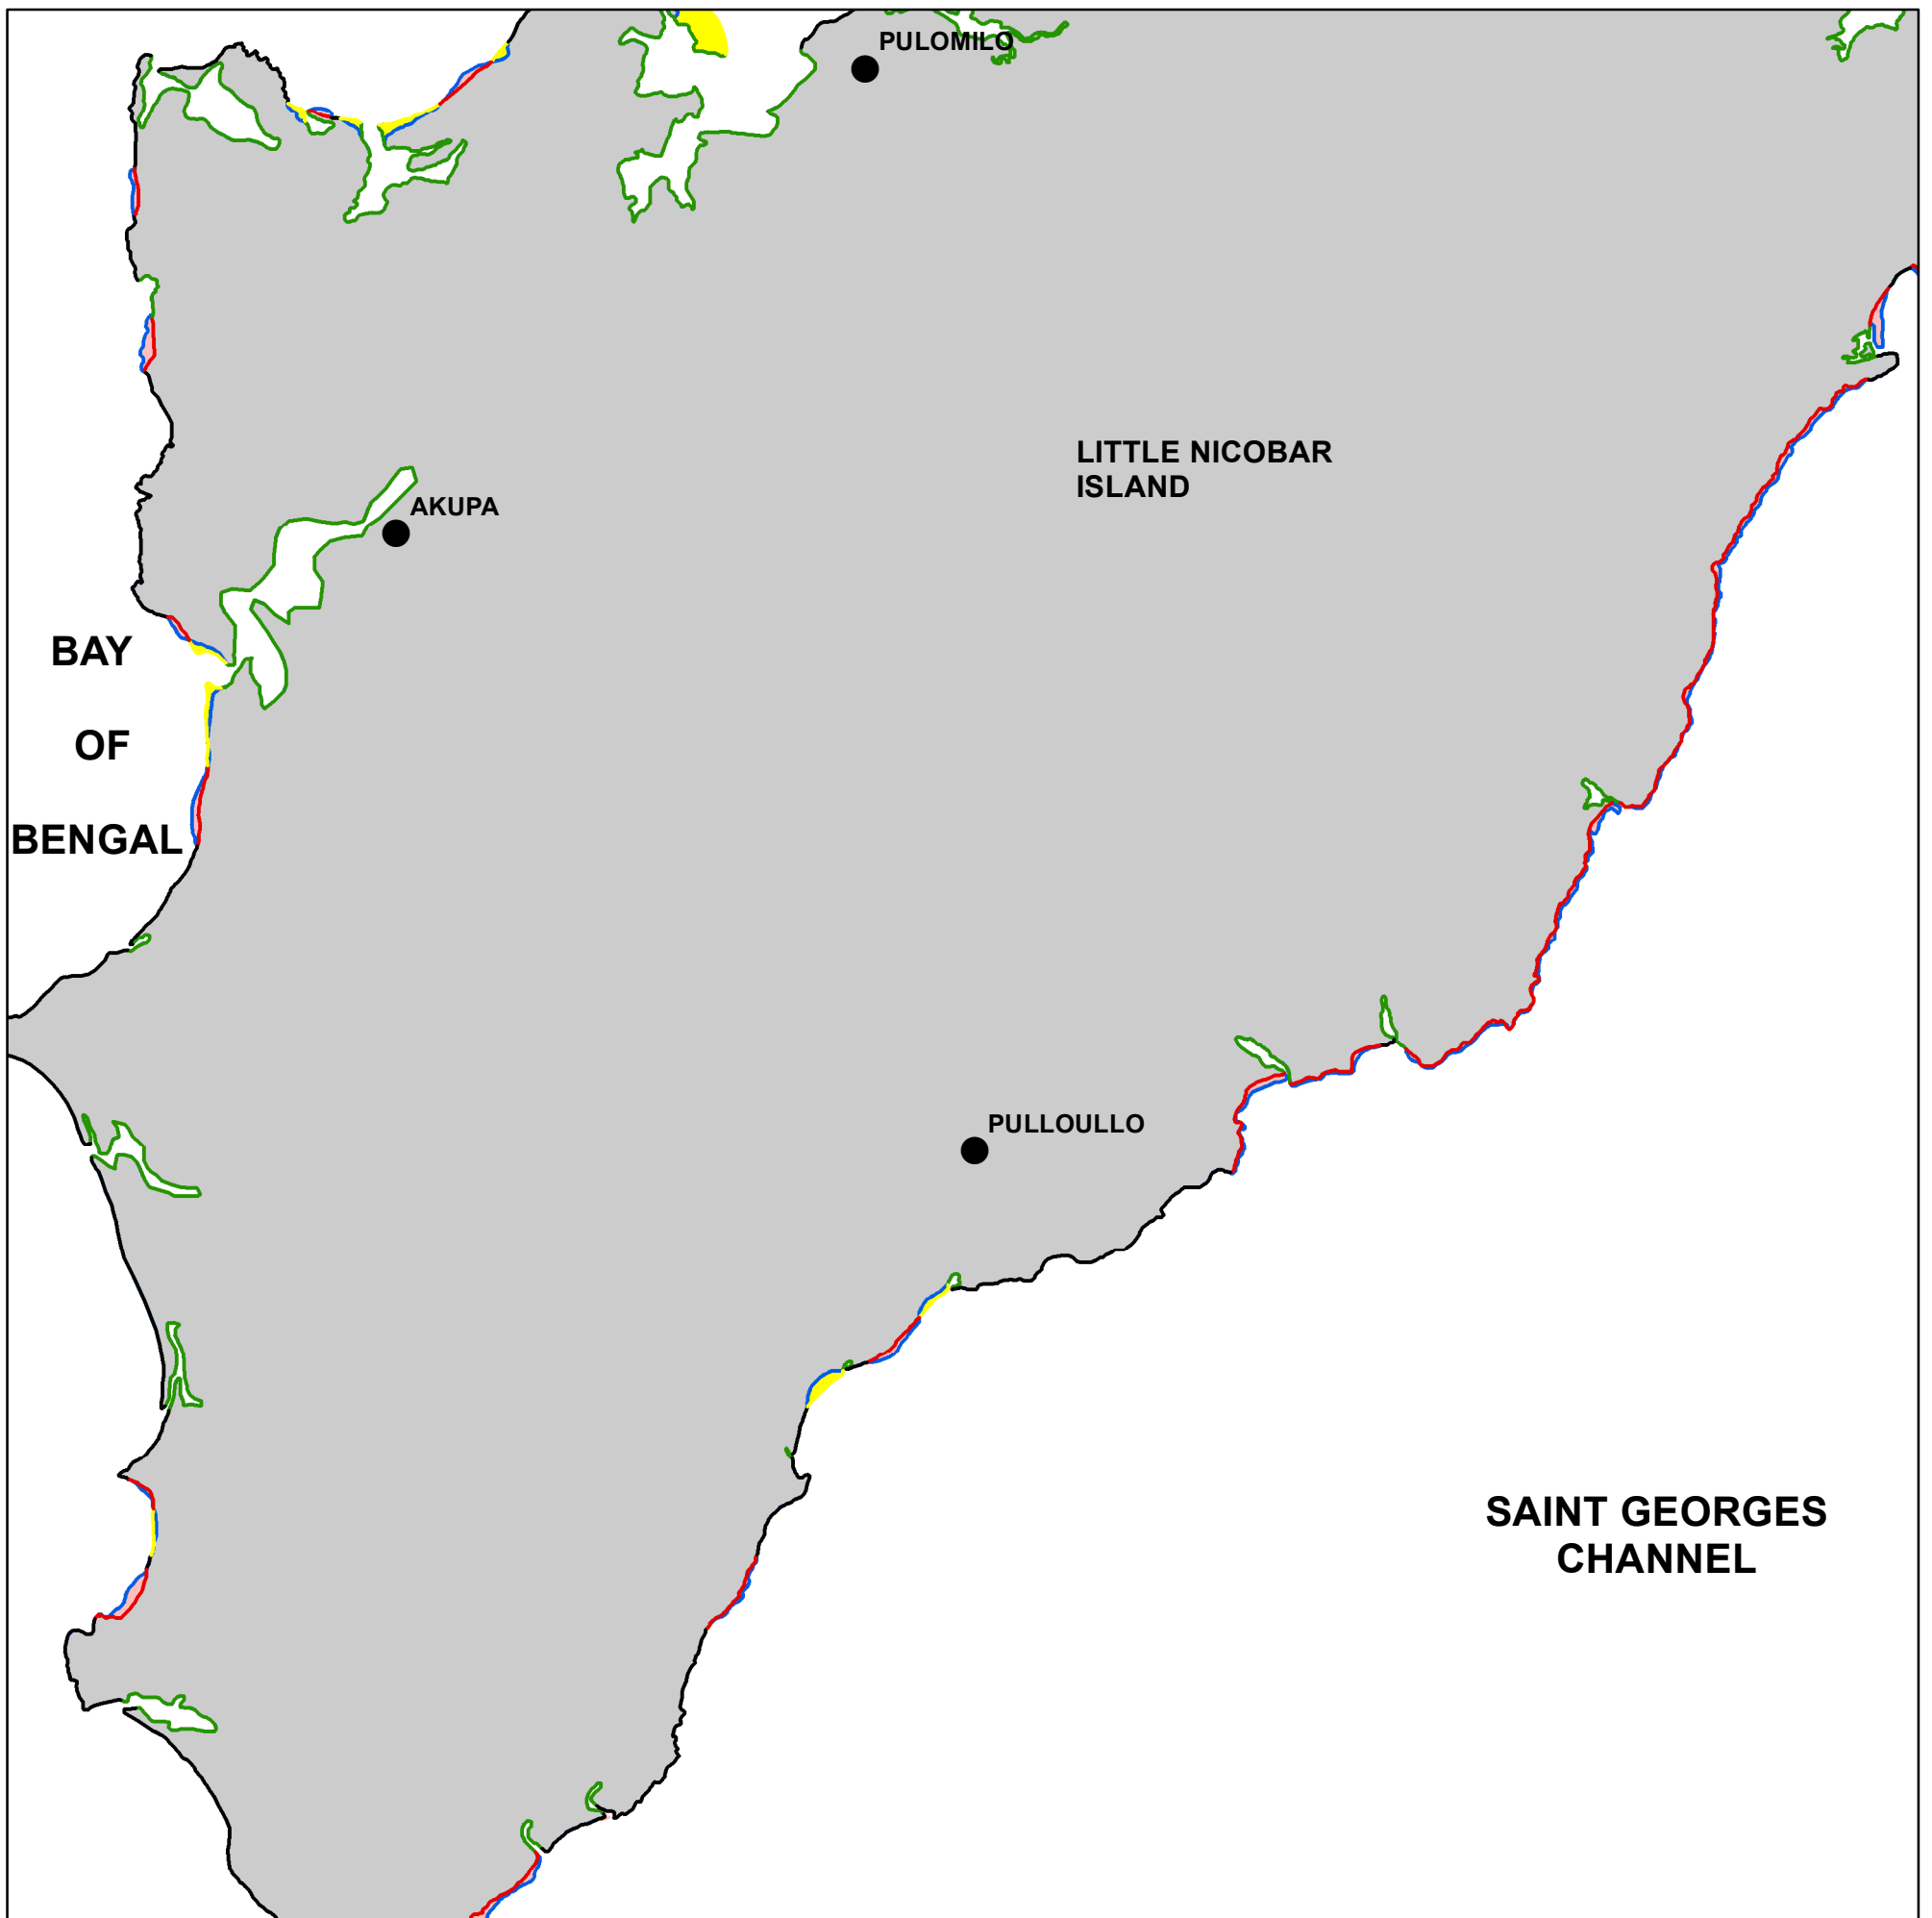 PULOMILO
LITTLE NICOBAR
ISLAND
AKUPA
BAY
OF
BENGAL
PULLOULLO
SAINT GEORGES
CHANNEL